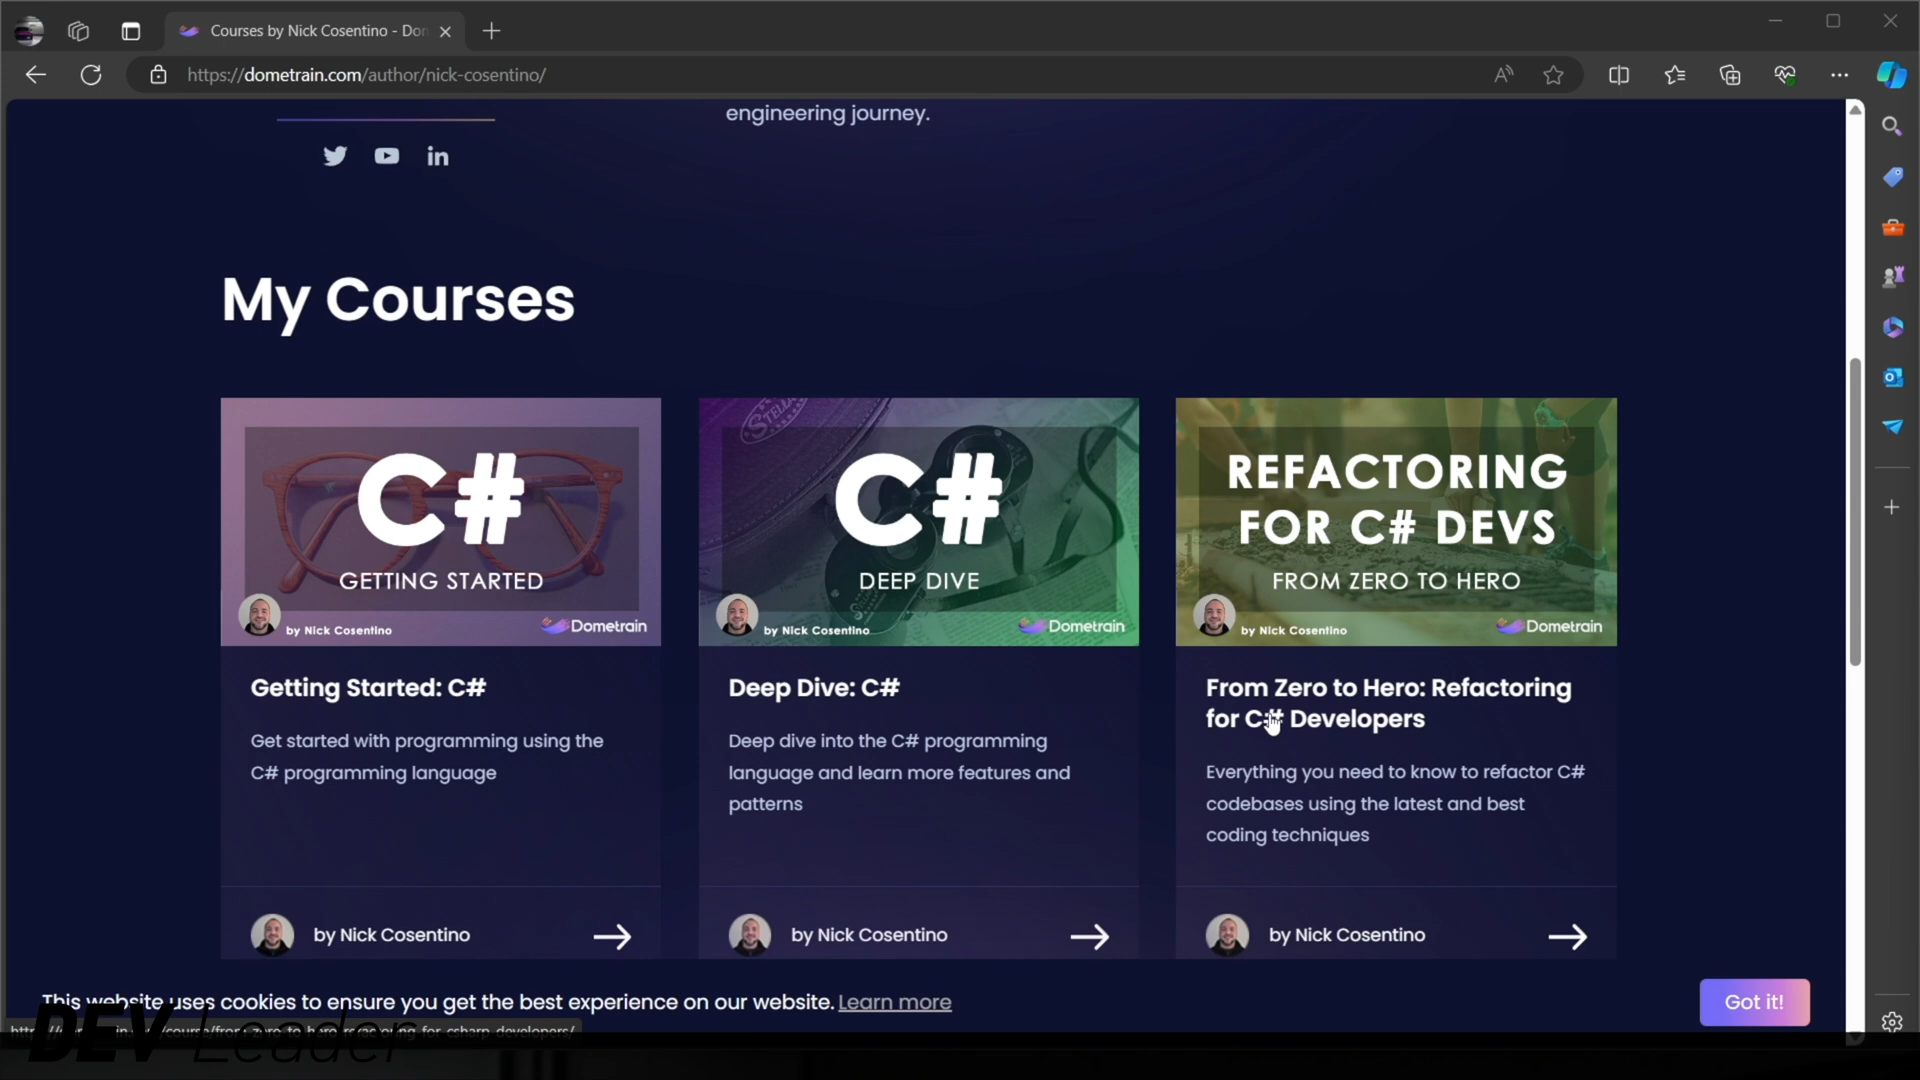 Courses by Nick Cosentino - Dom
https://dometrain.com/author/nick-cosentino/
engineering journey.
My Courses
C#
GETTING STARTED
by Nick Cosentino
Dometrain
C#
DEEP DIVE
by Nick Cosentino
Dometrain
REFACTORING
FOR C# DEVS
FROM ZERO TO HERO
by Nick Cosentino
Dometrain
Getting Started: C#
Get started with programming using the
C# programming language
by Nick Cosentino
Deep Dive: C#
Deep dive into the C# programming
language and learn more features and
patterns
by Nick Cosentino
From Zero to Hero: Refactoring
for C# Developers
Everything you need to know to refactor C#
codebases using the latest and best
coding techniques
by Nick Cosentino
This website uses cookies to ensure you get the best experience on our website. Learn more
Got it!
DEV Leader